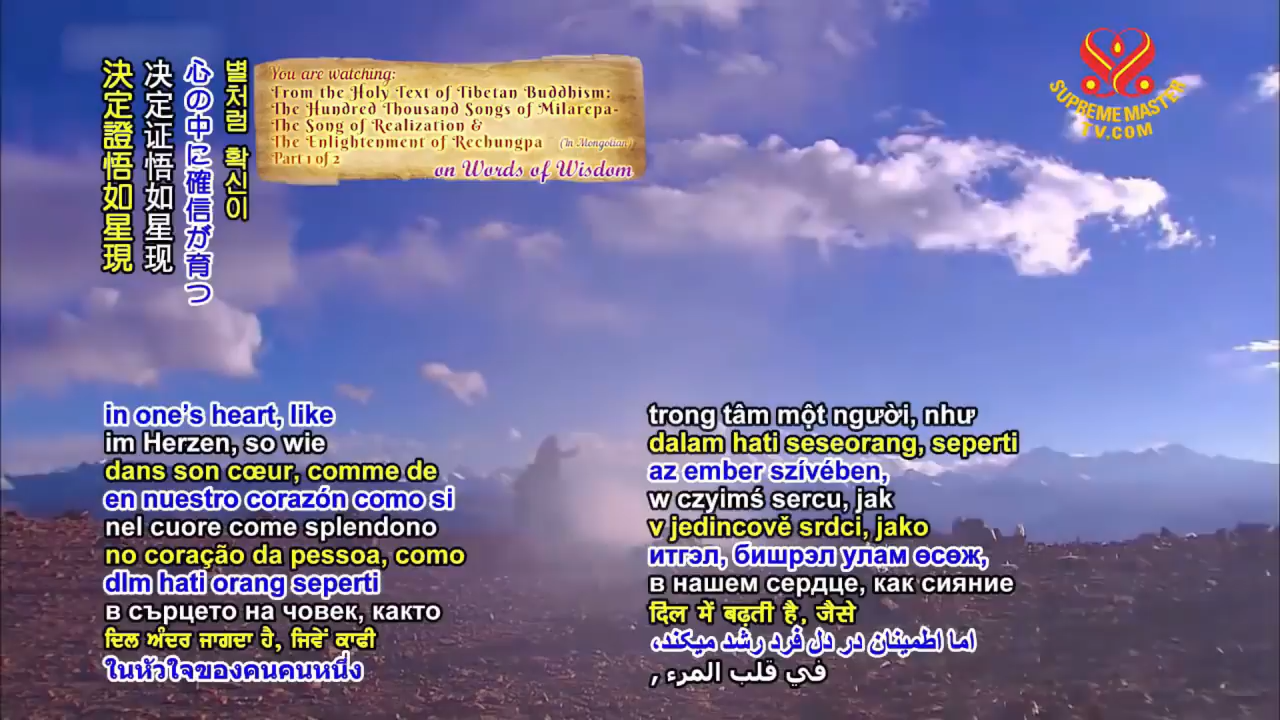 決定證悟如星現
决定证悟如星现
心の中に確信が育つ
별처럼 확신이
You are watching:
From the Holy Text of Tibetan Buddhism:
The Hundred Thousand Songs of Milarepa-
The Song of Realization &
The Enlightenment of Rechungpa (In Mongolian)
Part 1 of 2
on Words of Wisdom
SUPREME MASTER
TV.COM
in one’s heart, like
im Herzen, so wie
dans son cœur, comme de
en nuestro corazón como si
nel cuore come splendono
no coração da pessoa, como
dlm hati orang seperti
в сърцето на човек, както
ਦਿਲ ਅੰਦਰ ਜਾਗਦਾ ਹੈ, ਜਿਵੇਂ ਕਾਫੀ
ในหัวใจของคนคนหนึ่ง
trong tâm một người, như
dalam hati seseorang, seperti
az ember szívében,
w czyimś sercu, jak
v jedincově srdci, jako
итгэл, бишрэл улам өсөж,
в нашем сердце, как сияние
दिल में बढ़ती है, जैसे
اما اطمینان در دل فرد رشد میکند،
في قلب المرء ,